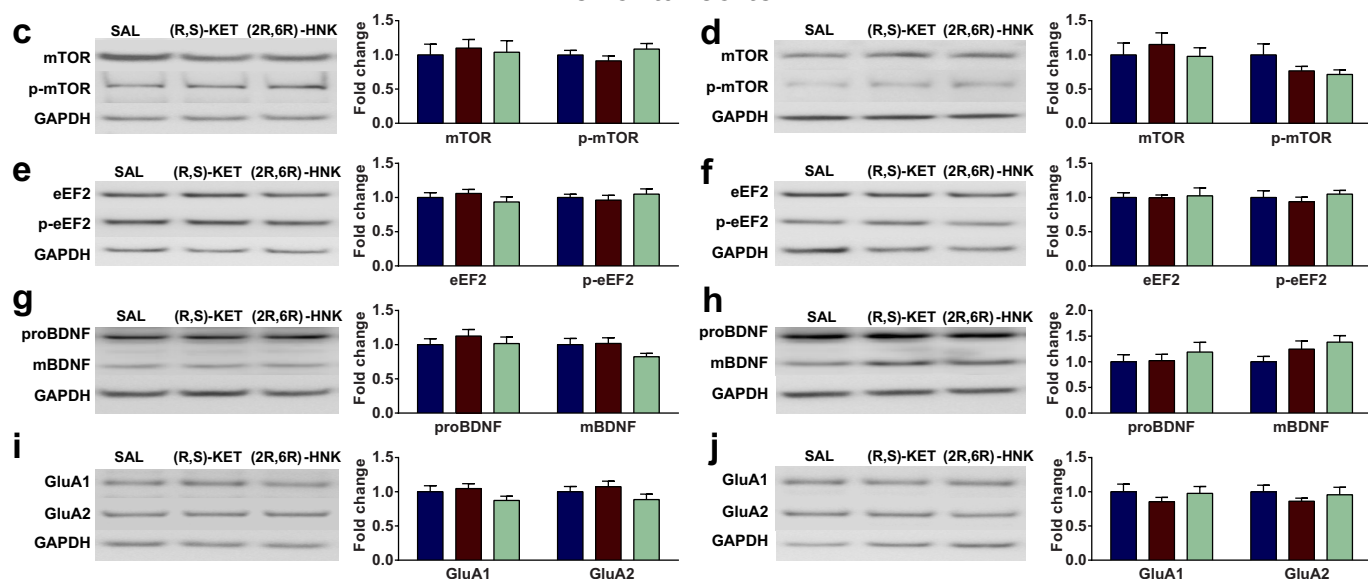 c
SAL (R,S)-KET (2R,6R)-HNK
mTOR
p-mTOR
GAPDH
Fold change
1.5
1.0
0.5
0.0
mTOR p-mTOR
d
SAL (R,S)-KET (2R,6R)-HNK
mTOR
p-mTOR
GAPDH
Fold change
1.5
1.0
0.5
0.0
mTOR p-mTOR
e
SAL (R,S)-KET (2R,6R)-HNK
eEF2
p-eEF2
GAPDH
Fold change
1.5
1.0
0.5
0.0
eEF2 p-eEF2
f
SAL (R,S)-KET (2R,6R)-HNK
eEF2
p-eEF2
GAPDH
Fold change
1.5
1.0
0.5
0.0
eEF2 p-eEF2
g
SAL (R,S)-KET (2R,6R)-HNK
proBDNF
mBDNF
GAPDH
Fold change
1.5
1.0
0.5
0.0
proBDNF mBDNF
h
SAL (R,S)-KET (2R,6R)-HNK
proBDNF
mBDNF
GAPDH
Fold change
2.0
1.5
1.0
0.5
0.0
proBDNF mBDNF
i
SAL (R,S)-KET (2R,6R)-HNK
GluA1
GluA2
GAPDH
Fold change
1.5
1.0
0.5
0.0
GluA1 GluA2
j
SAL (R,S)-KET (2R,6R)-HNK
GluA1
GluA2
GAPDH
Fold change
1.5
1.0
0.5
0.0
GluA1 GluA2